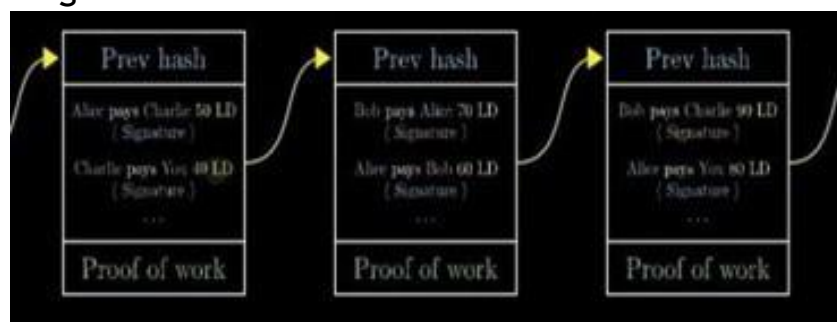 Prev hash
Alice pays Charlie 50 LD
( Signature )
Charlie pays You 40 LD
( Signature )
...
Proof of work
Prev hash
Bob pays Alice 70 LD
( Signature )
Alice pays Bob 60 LD
( Signature )
...
Proof of work
Prev hash
Bob pays Charlie 90 LD
( Signature )
Alice pays You 80 LD
( Signature )
...
Proof of work